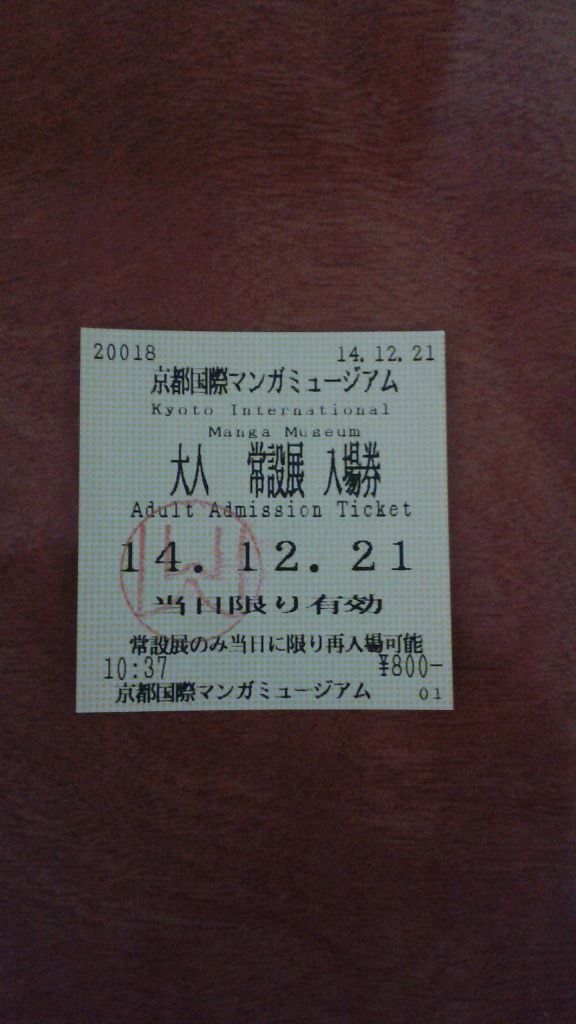 20018 14.12.21
京都国際マンガミュージアム
Kyoto International
Manga Museum
大人 常設展 入場券
Adult Admission Ticket
14.12.21
当日限り有効
常設展のみ当日に限り再入場可能
10:37 ¥800-
京都国際マンガミュージアム 01